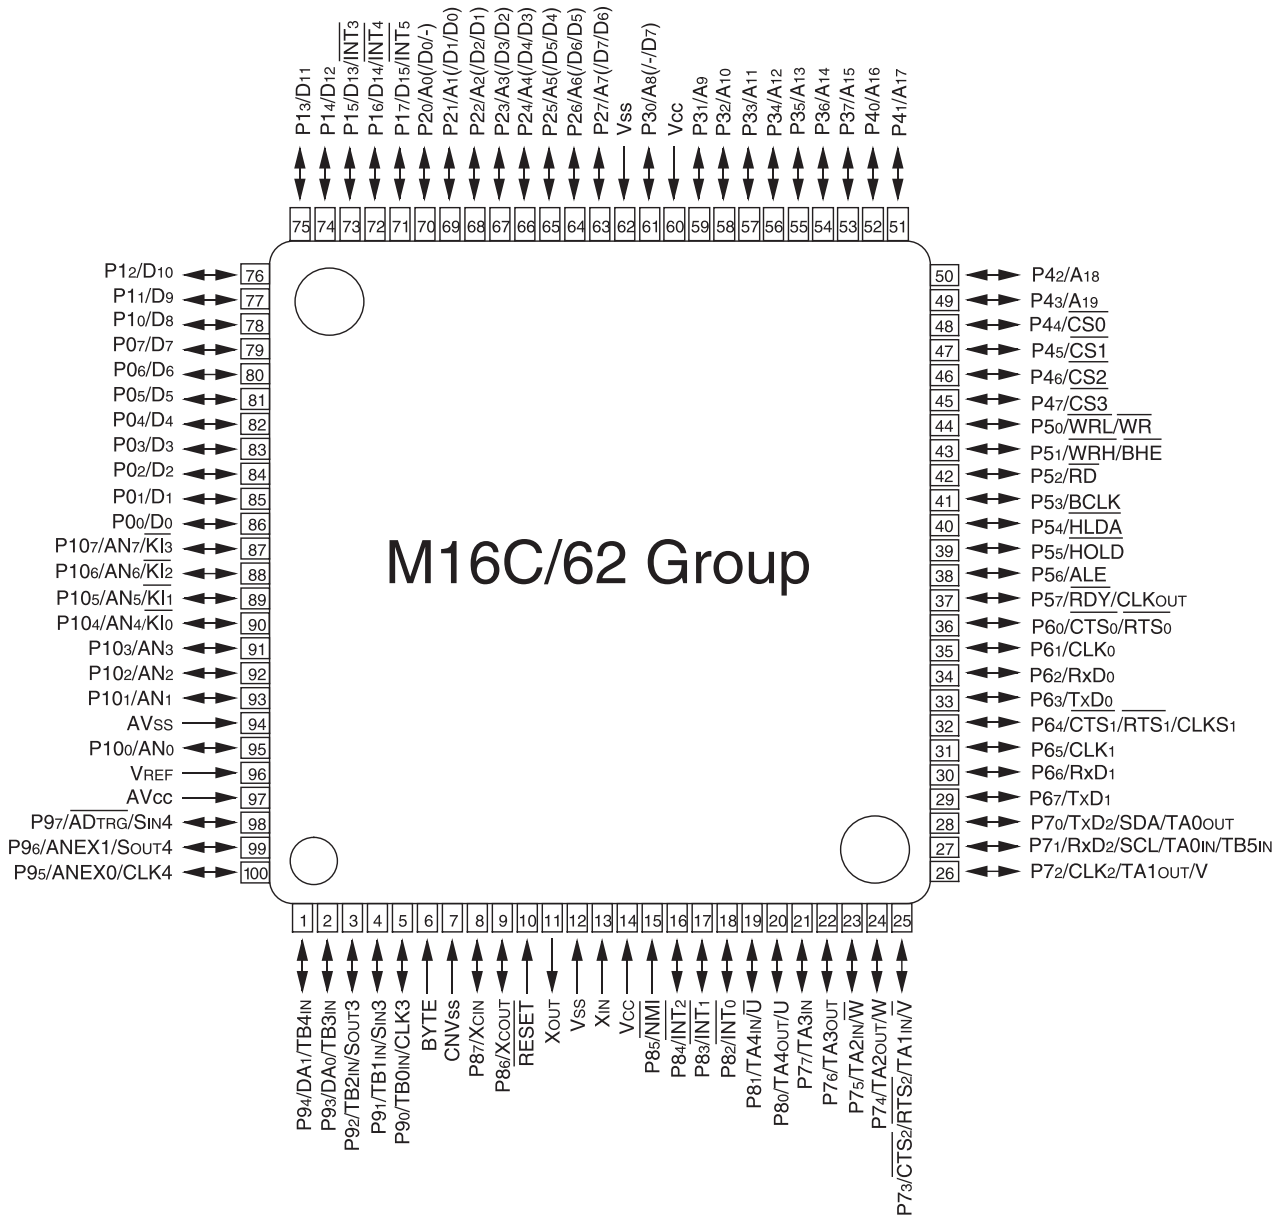 P13/D11
P14/D12
P15/D13/INT3
P16/D14/INT4
P17/D15/INT5
P20/A0(/D0/-)
P21/A1(/D1/D0)
P22/A2(/D2/D1)
P23/A3(/D3/D2)
P24/A4(/D4/D3)
P25/A5(/D5/D4)
P26/A6(/D6/D5)
P27/A7(/D7/D6)
Vss
P30/A8(/-/D7)
Vcc
P31/A9
P32/A10
P33/A11
P34/A12
P35/A13
P36/A14
P37/A15
P40/A16
P41/A17
75 74 73 72 71 70 69 68 67 66 65 64 63 62 61 60 59 58 57 56 55 54 53 52 51
P12/D10 76
P11/D9 77
P10/D8 78
P07/D7 79
P06/D6 80
P05/D5 81
P04/D4 82
P03/D3 83
P02/D2 84
P01/D1 85
P00/D0 86
P107/AN7/KI3 87
P106/AN6/KI2 88
P105/AN5/KI1 89
P104/AN4/KI0 90
P103/AN3 91
P102/AN2 92
P101/AN1 93
AVSS 94
P100/AN0 95
VREF 96
AVcc 97
P97/ADTRG/SIN4 98
P96/ANEX1/SOUT4 99
P95/ANEX0/CLK4 100
M16C/62 Group
50 P42/A18
49 P43/A19
48 P44/CS0
47 P45/CS1
46 P46/CS2
45 P47/CS3
44 P50/WRL/WR
43 P51/WRH/BHE
42 P52/RD
41 P53/BCLK
40 P54/HLDA
39 P55/HOLD
38 P56/ALE
37 P57/RDY/CLKOUT
36 P60/CTS0/RTS0
35 P61/CLK0
34 P62/RxD0
33 P63/TxD0
32 P64/CTS1/RTS1/CLKS1
31 P65/CLK1
30 P66/RxD1
29 P67/TxD1
28 P70/TxD2/SDA/TA0OUT
27 P71/RxD2/SCL/TA0IN/TB5IN
26 P72/CLK2/TA1OUT/V
1 2 3 4 5 6 7 8 9 10 11 12 13 14 15 16 17 18 19 20 21 22 23 24 25
P94/DA1/TB4IN
P93/DA0/TB3IN
P92/TB2IN/SOUT3
P91/TB1IN/SIN3
P90/TB0IN/CLK3
BYTE
CNVss
P87/XCIN
P86/XCOUT
RESET
XOUT
VSS
XIN
VCC
P85/NMI
P84/INT2
P83/INT1
P82/INT0
P81/TA4IN/U
P80/TA4OUT/U
P77/TA3IN
P76/TA3OUT
P75/TA2IN/W
P74/TA2OUT/W
P73/CTS2/RTS2/TA1IN/V